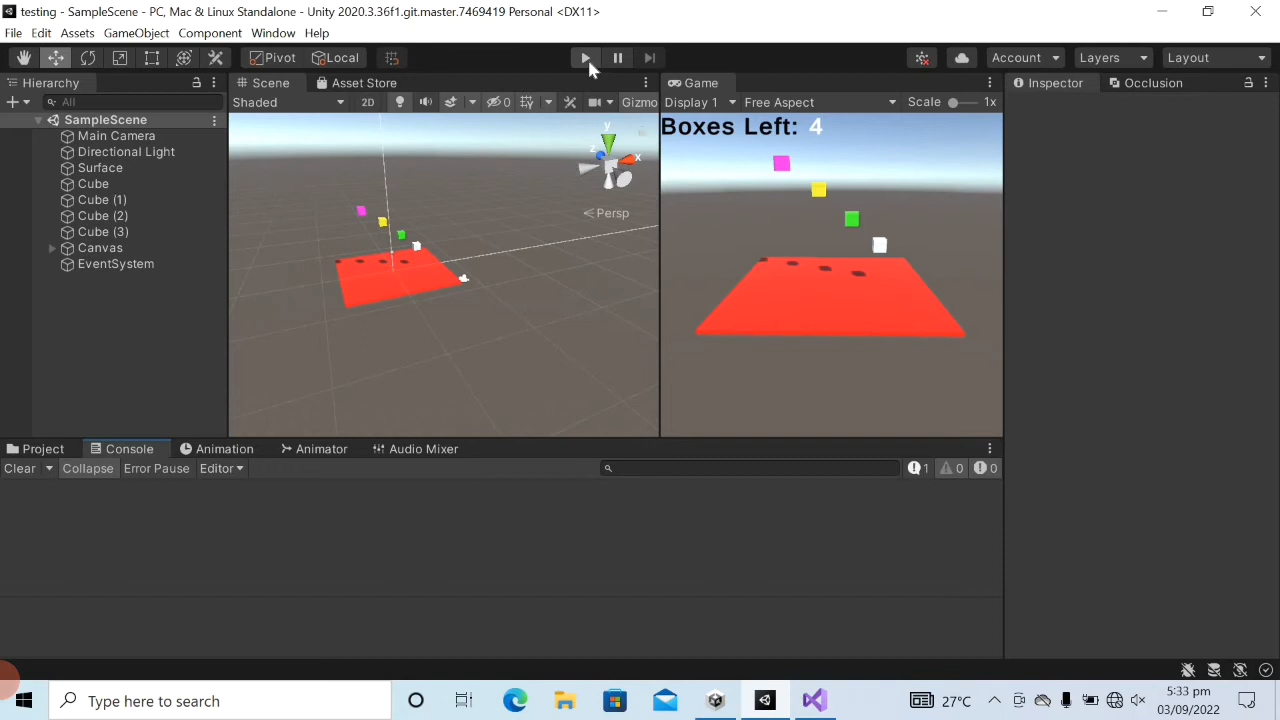 testing - SampleScene - PC, Mac & Linux Standalone - Unity 2020.3.36f1.git.master.7469419 Personal <DX11>
File Edit Assets GameObject Component Window Help
Pivot Local Account Layers Layout
Hierarchy Scene Asset Store Game Inspector Occlusion
All Shaded 2D 0 Gizmo Display 1 Free Aspect Scale 1x
SampleScene
Main Camera
Directional Light
Surface
Cube
Cube (1)
Cube (2)
Cube (3)
Canvas
EventSystem
y
z
x
Persp
Boxes Left: 4
Project Console Animation Animator Audio Mixer
Clear Collapse Error Pause Editor 1 0 0
Type here to search
27°C
5:33 pm
03/09/2022